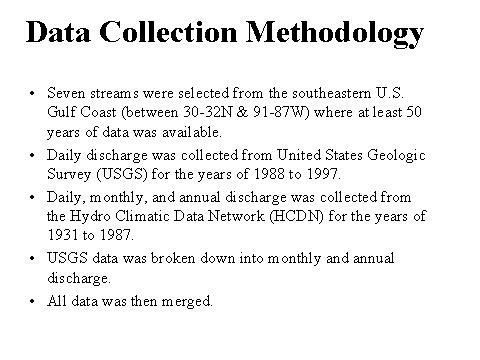 Data Collection Methodology
• Seven streams were selected from the southeastern U.S.
Gulf Coast (between 30-32N & 91-87W) where at least 50
years of data was available.
• Daily discharge was collected from United States Geologic
Survey (USGS) for the years of 1988 to 1997.
• Daily, monthly, and annual discharge was collected from
the Hydro Climatic Data Network (HCDN) for the years of
1931 to 1987.
• USGS data was broken down into monthly and annual
discharge.
• All data was then merged.